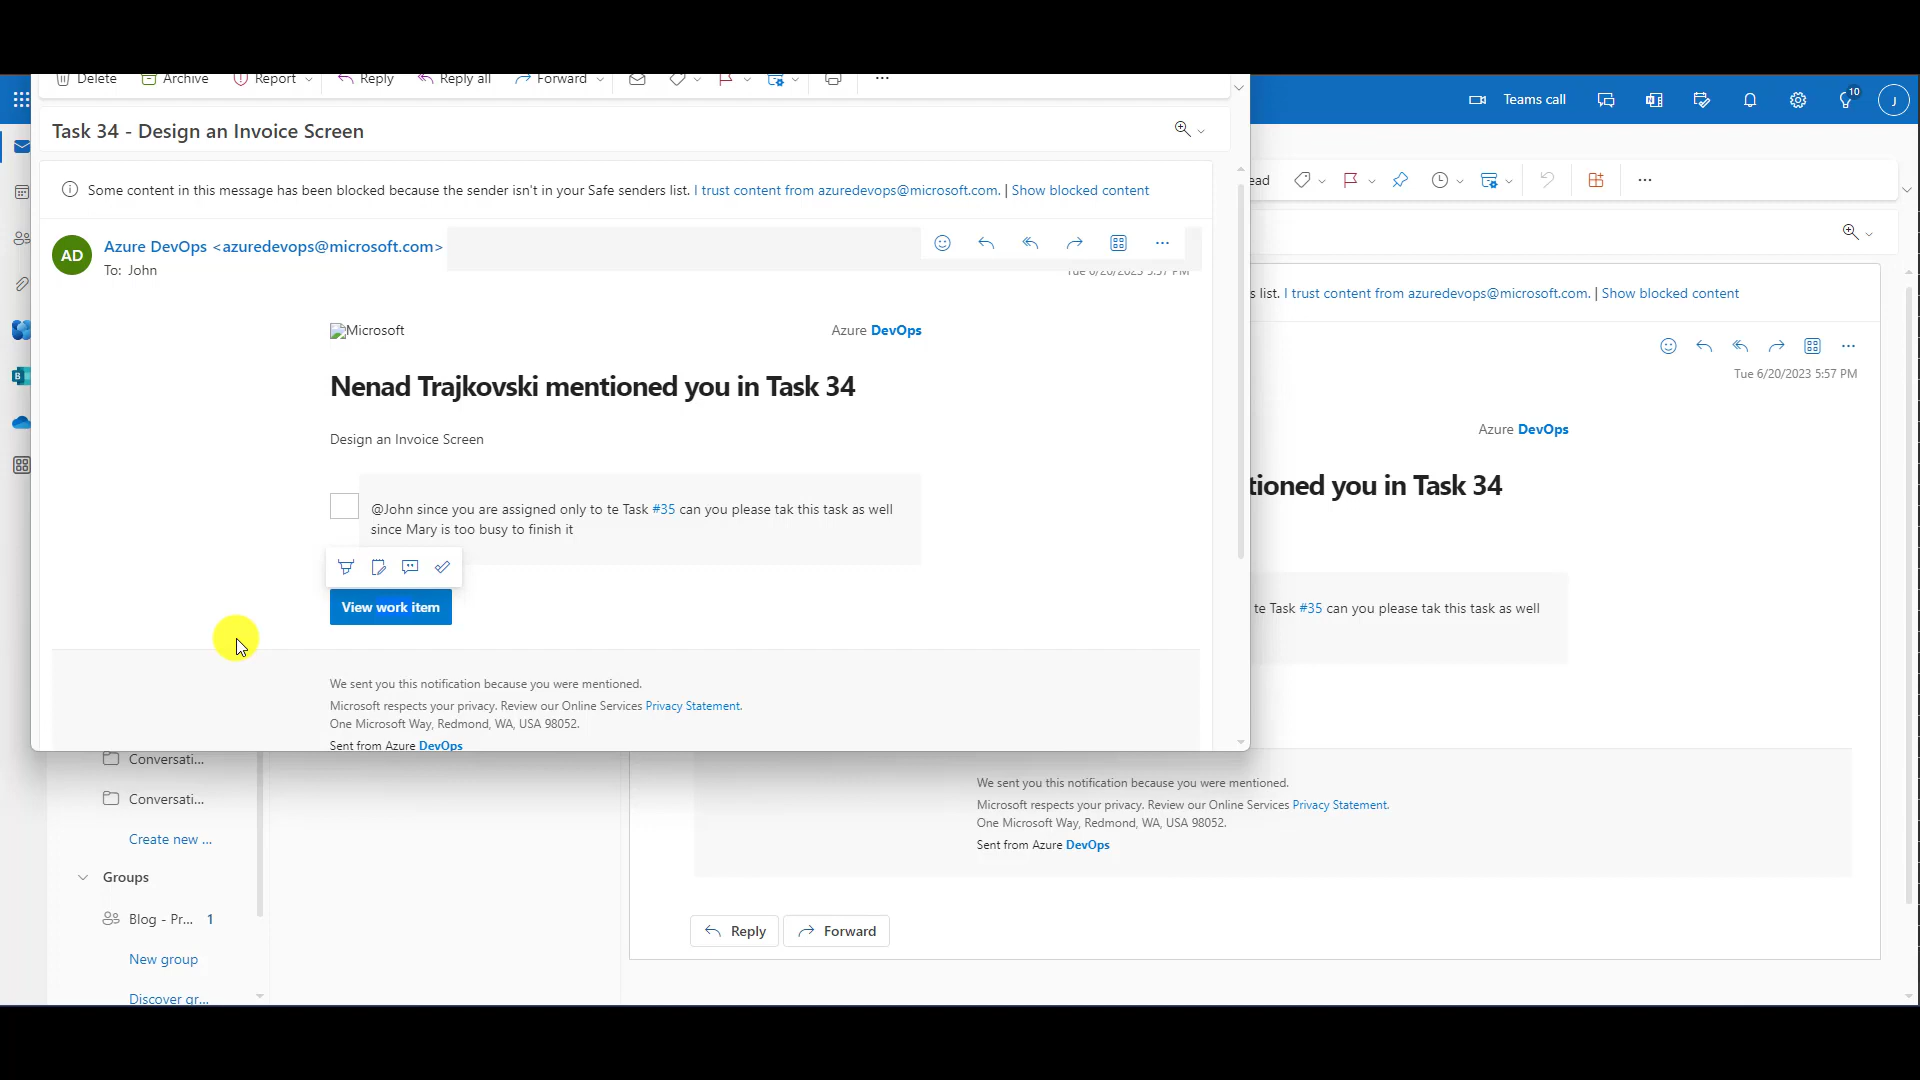 Delete Archive Report Reply Reply all Forward
Task 34 - Design an Invoice Screen
Some content in this message has been blocked because the sender isn't in your Safe senders list. I trust content from azuredevops@microsoft.com. | Show blocked content
AD
Azure DevOps <azuredevops@microsoft.com>
To: John
Tue 6/20/2023 5:57 PM
Microsoft
Azure DevOps
Nenad Trajkovski mentioned you in Task 34
Design an Invoice Screen
@John since you are assigned only to te Task #35 can you please tak this task as well
since Mary is too busy to finish it
View work item
We sent you this notification because you were mentioned.
Microsoft respects your privacy. Review our Online Services Privacy Statement.
One Microsoft Way, Redmond, WA, USA 98052.
Sent from Azure DevOps
Teams call
10
J
ead
s list. I trust content from azuredevops@microsoft.com. | Show blocked content
Tue 6/20/2023 5:57 PM
Azure DevOps
tioned you in Task 34
te Task #35 can you please tak this task as well
We sent you this notification because you were mentioned.
Microsoft respects your privacy. Review our Online Services Privacy Statement.
One Microsoft Way, Redmond, WA, USA 98052.
Sent from Azure DevOps
Reply Forward
B
Conversati...
Conversati...
Create new ...
Groups
Blog - Pr... 1
New group
Discover gr...